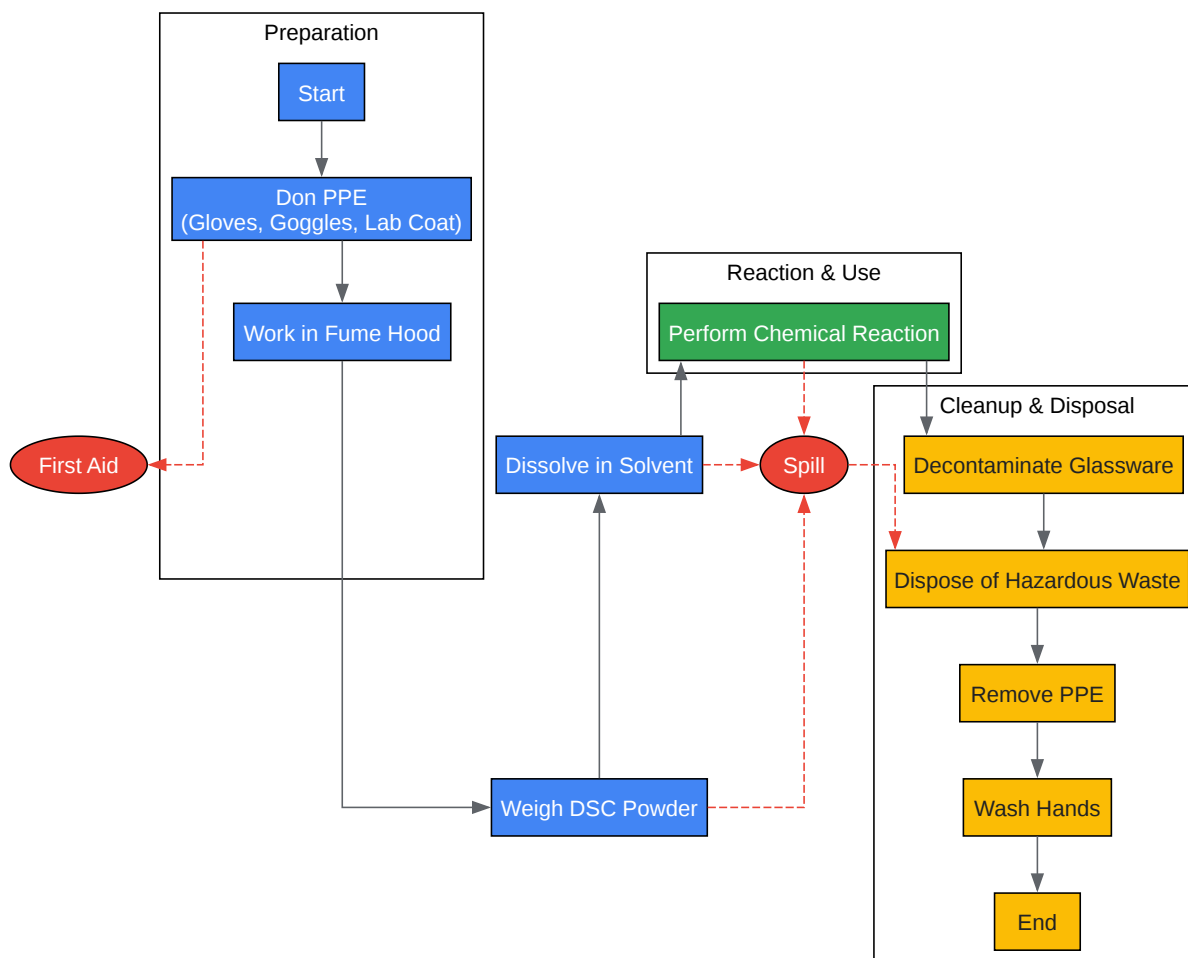 Preparation
Start
Don PPE
(Gloves, Goggles, Lab Coat)
Work in Fume Hood
First Aid
Reaction & Use
Perform Chemical Reaction
Dissolve in Solvent
Spill
Weigh DSC Powder
Cleanup & Disposal
Decontaminate Glassware
Dispose of Hazardous Waste
Remove PPE
Wash Hands
End